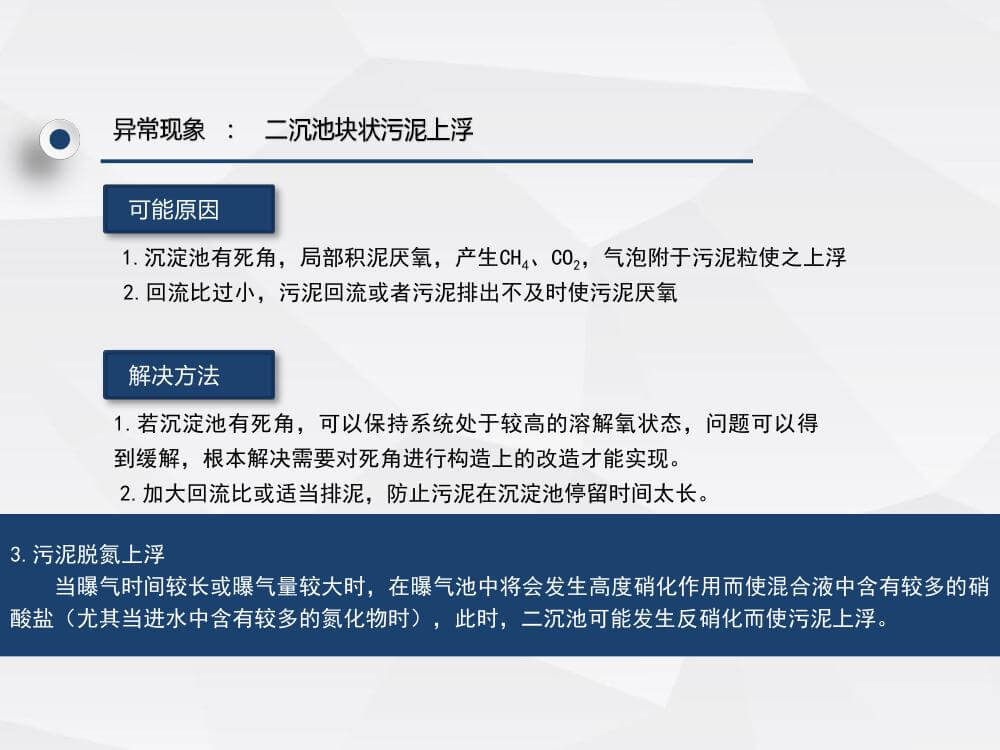 异常现象 ： 二沉池块状污泥上浮
可能原因
1.沉淀池有死角，局部积泥厌氧，产生CH₄、CO₂，气泡附于污泥粒使之上浮
2.回流比过小，污泥回流或者污泥排出不及时使污泥厌氧
解决方法
1.若沉淀池有死角，可以保持系统处于较高的溶解氧状态，问题可以得
到缓解，根本解决需要对死角进行构造上的改造才能实现。
2.加大回流比或适当排泥，防止污泥在沉淀池停留时间太长。
3.污泥脱氮上浮
当曝气时间较长或曝气量较大时，在曝气池中将会发生高度硝化作用而使混合液中含有较多的硝
酸盐（尤其当进水中含有较多的氮化物时），此时，二沉池可能发生反硝化而使污泥上浮。